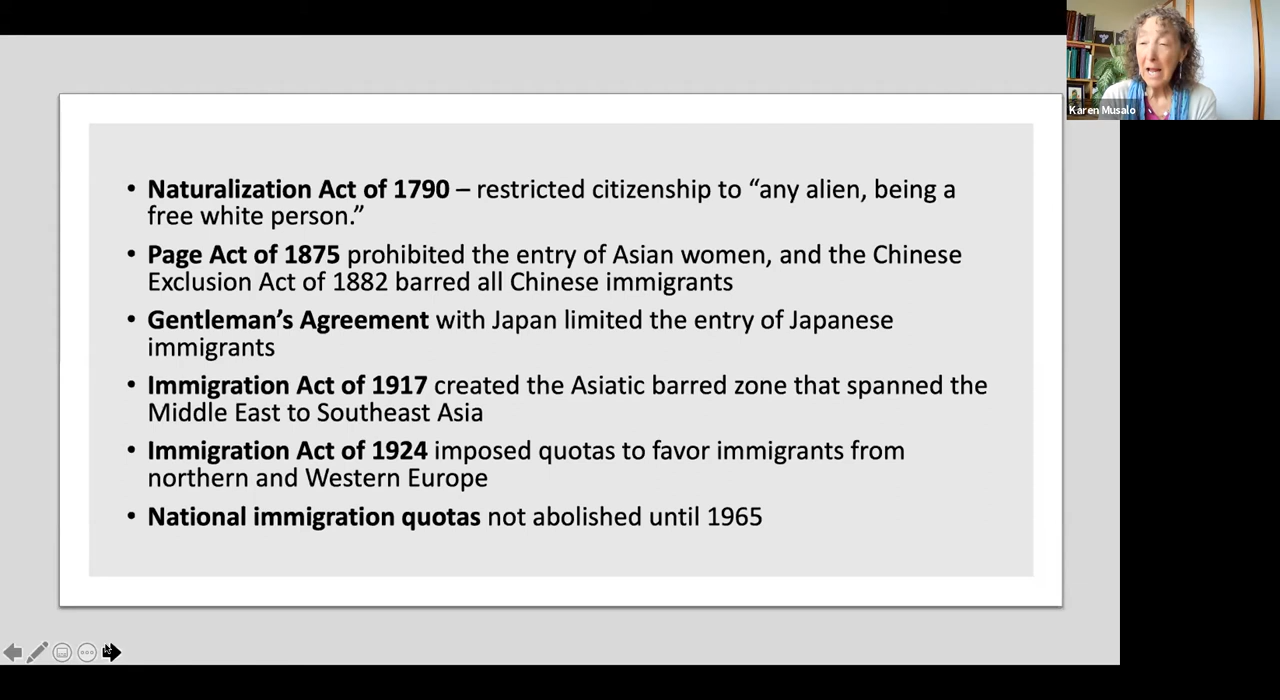 • Naturalization Act of 1790 – restricted citizenship to “any alien, being a
free white person.”
• Page Act of 1875 prohibited the entry of Asian women, and the Chinese
Exclusion Act of 1882 barred all Chinese immigrants
• Gentleman’s Agreement with Japan limited the entry of Japanese
immigrants
• Immigration Act of 1917 created the Asiatic barred zone that spanned the
Middle East to Southeast Asia
• Immigration Act of 1924 imposed quotas to favor immigrants from
northern and Western Europe
• National immigration quotas not abolished until 1965
Karen Musalo